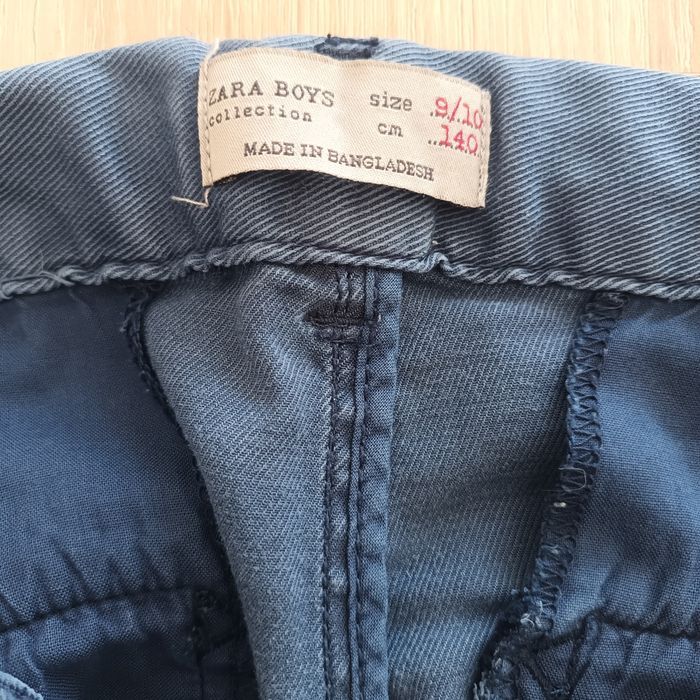 ZARA BOYS
collection
size 9/10
cm 140
MADE IN BANGLADESH